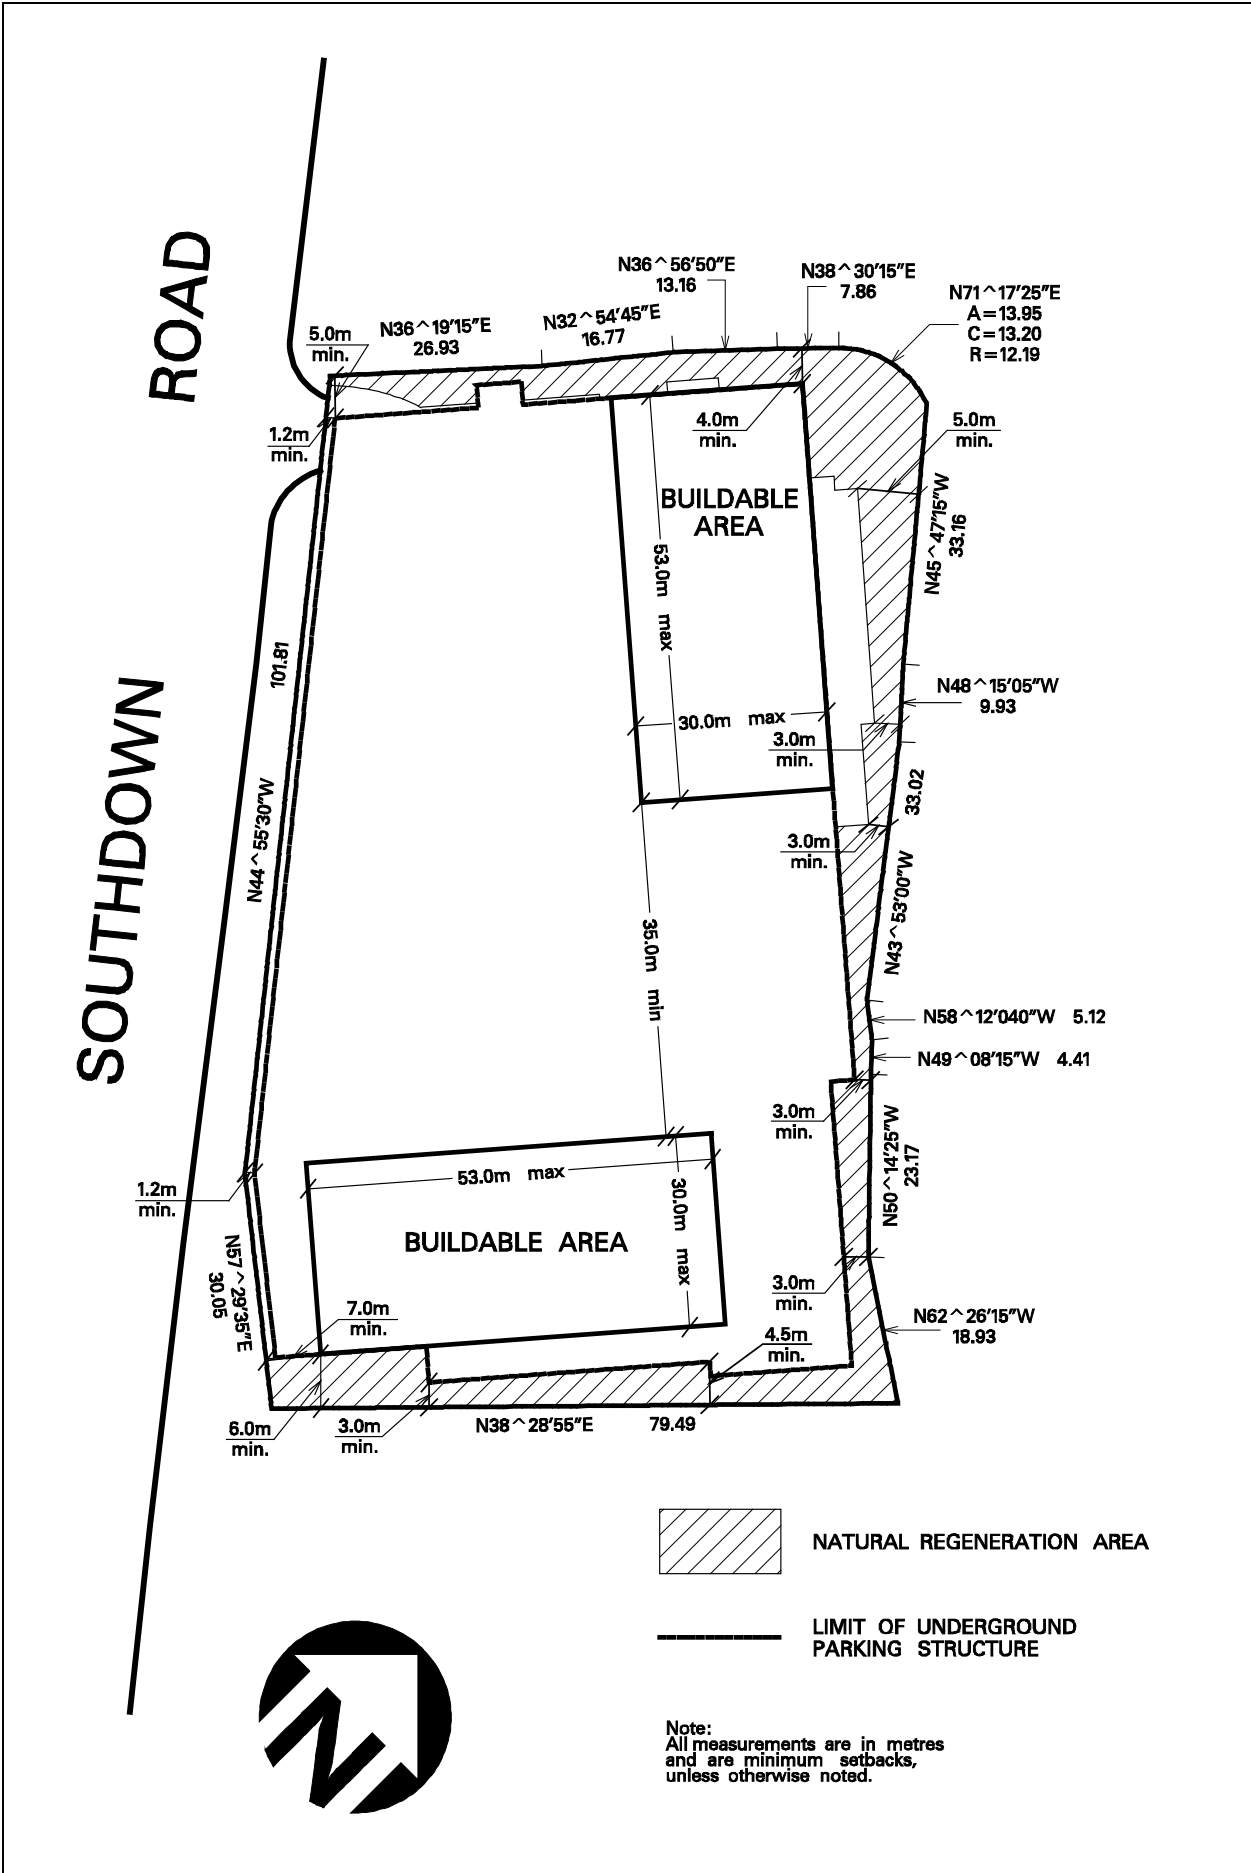 N36^56'50"E
13.16
N38^30'15"E
7.86
N71^17'25"E
A=13.95
C=13.20
R=12.19
N36^19'15"E
26.93
N32^54'45"E
16.77
5.0m
min.
1.2m
min.
4.0m
min.
5.0m
min.
ROAD
SOUTHDOWN
BUILDABLE
AREA
53.0m max
N45^47'15"W
33.16
101.81
N44^55'30"W
30.0m max
N48^15'05"W
9.93
3.0m
min.
33.02
3.0m
min.
N43^53'00"W
35.0m min
N58^12'040"W 5.12
N49^08'15"W 4.41
3.0m
min.
N50^14'25"W
23.17
53.0m max
30.0m max
BUILDABLE AREA
1.2m
min.
N57^29'35"E
30.05
7.0m
min.
3.0m
min.
N62^26'15"W
18.93
4.5m
min.
6.0m
min.
3.0m
min.
N38^28'55"E 79.49
NATURAL REGENERATION AREA
LIMIT OF UNDERGROUND
PARKING STRUCTURE
N
Note:
All measurements are in metres
and are minimum setbacks,
unless otherwise noted.